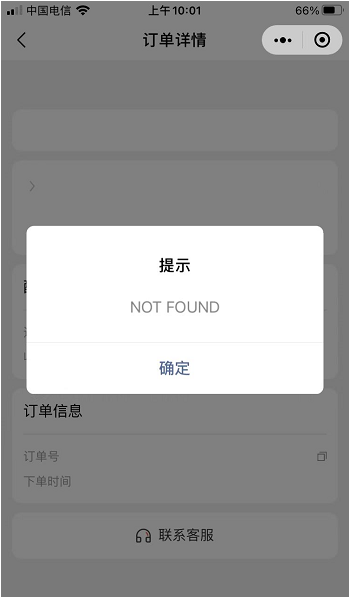 中国电信
上午10:01
66%
订单详情
提示
NOT FOUND
确定
订单信息
订单号
下单时间
联系客服